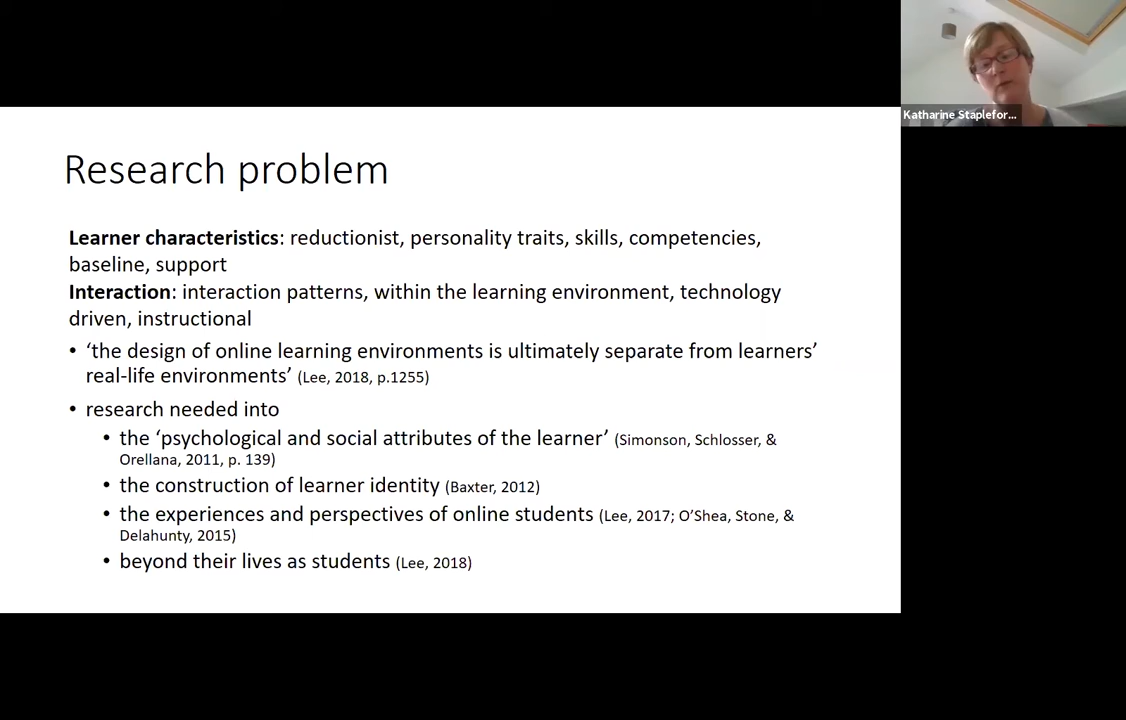 Katharine Staplefor...
Research problem
Learner characteristics: reductionist, personality traits, skills, competencies,
baseline, support
Interaction: interaction patterns, within the learning environment, technology
driven, instructional
• ‘the design of online learning environments is ultimately separate from learners’
real-life environments’ (Lee, 2018, p.1255)
• research needed into
• the ‘psychological and social attributes of the learner’ (Simonson, Schlosser, &
Orellana, 2011, p. 139)
• the construction of learner identity (Baxter, 2012)
• the experiences and perspectives of online students (Lee, 2017; O’Shea, Stone, &
Delahunty, 2015)
• beyond their lives as students (Lee, 2018)